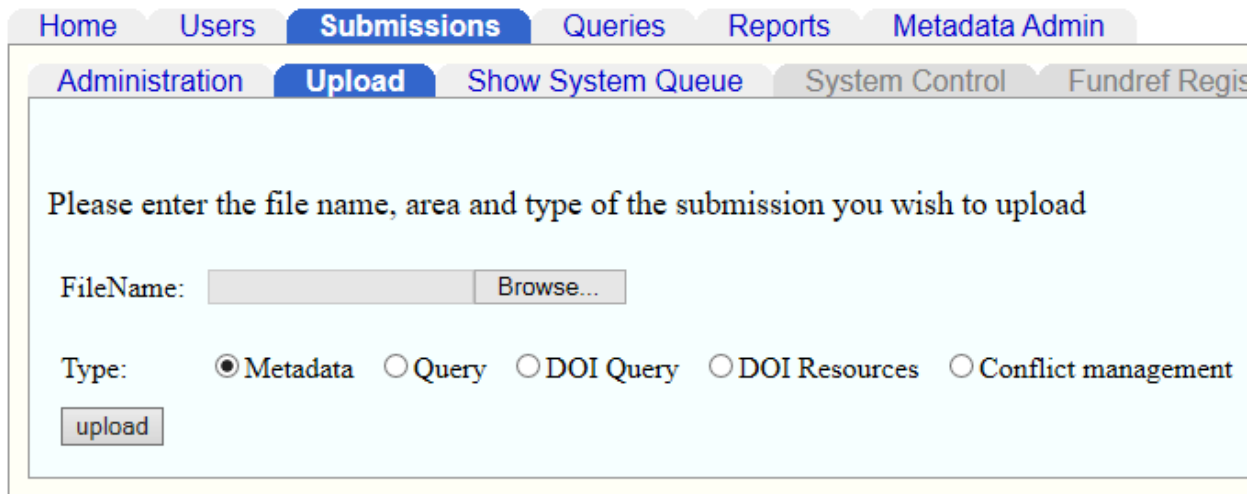 Home Users Submissions Queries Reports Metadata Admin
Administration Upload Show System Queue System Control Fundref Regis
Please enter the file name, area and type of the submission you wish to upload
FileName: Browse...
Type: Metadata Query DOI Query DOI Resources Conflict management
upload